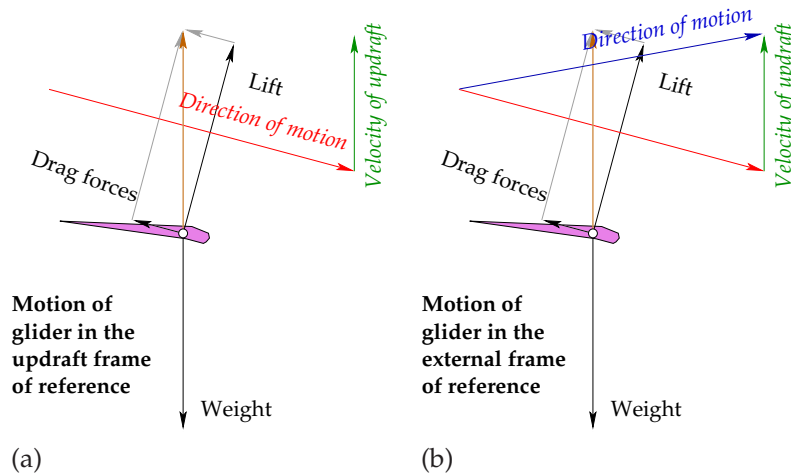 Lift
Direction of motion
Velocity of updraft
Drag forces
Motion of
glider in the
updraft frame
of reference
Weight
(a)
Direction of motion
Lift
Velocity of updraft
Drag forces
Motion of
glider in the
external frame
of reference
Weight
(b)